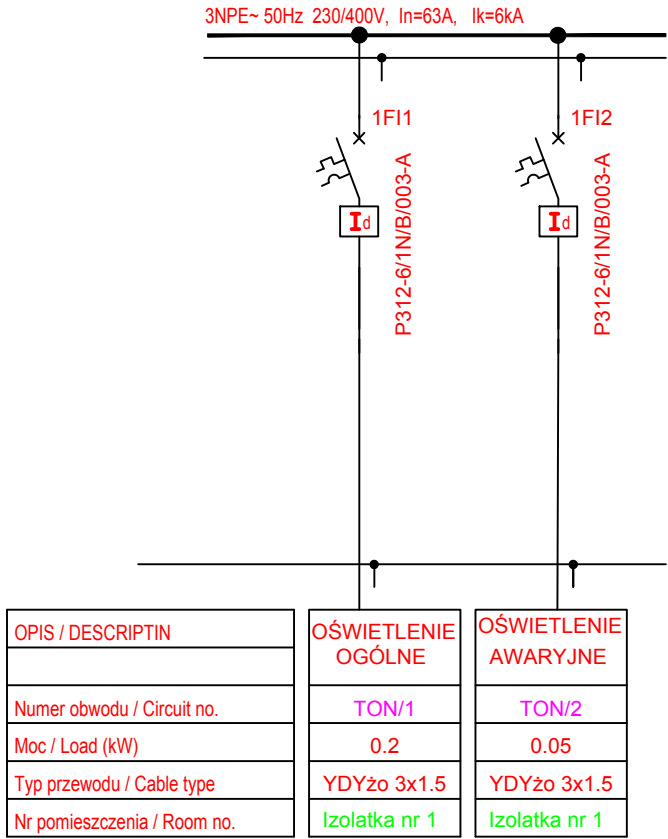 3NPE~ 50Hz 230/400V, In=63A, Ik=6kA
1FI1
P312-6/1N/B/003-A
Id
1FI2
P312-6/1N/B/003-A
Id
OPIS / DESCRIPTIN
OŚWIETLENIE
OGÓLNE
OŚWIETLENIE
AWARYJNE
Numer obwodu / Circuit no.
TON/1
TON/2
Moc / Load (kW)
0.2
0.05
Typ przewodu / Cable type
YDYżo 3x1.5
YDYżo 3x1.5
Nr pomieszczenia / Room no.
Izolatka nr 1
Izolatka nr 1